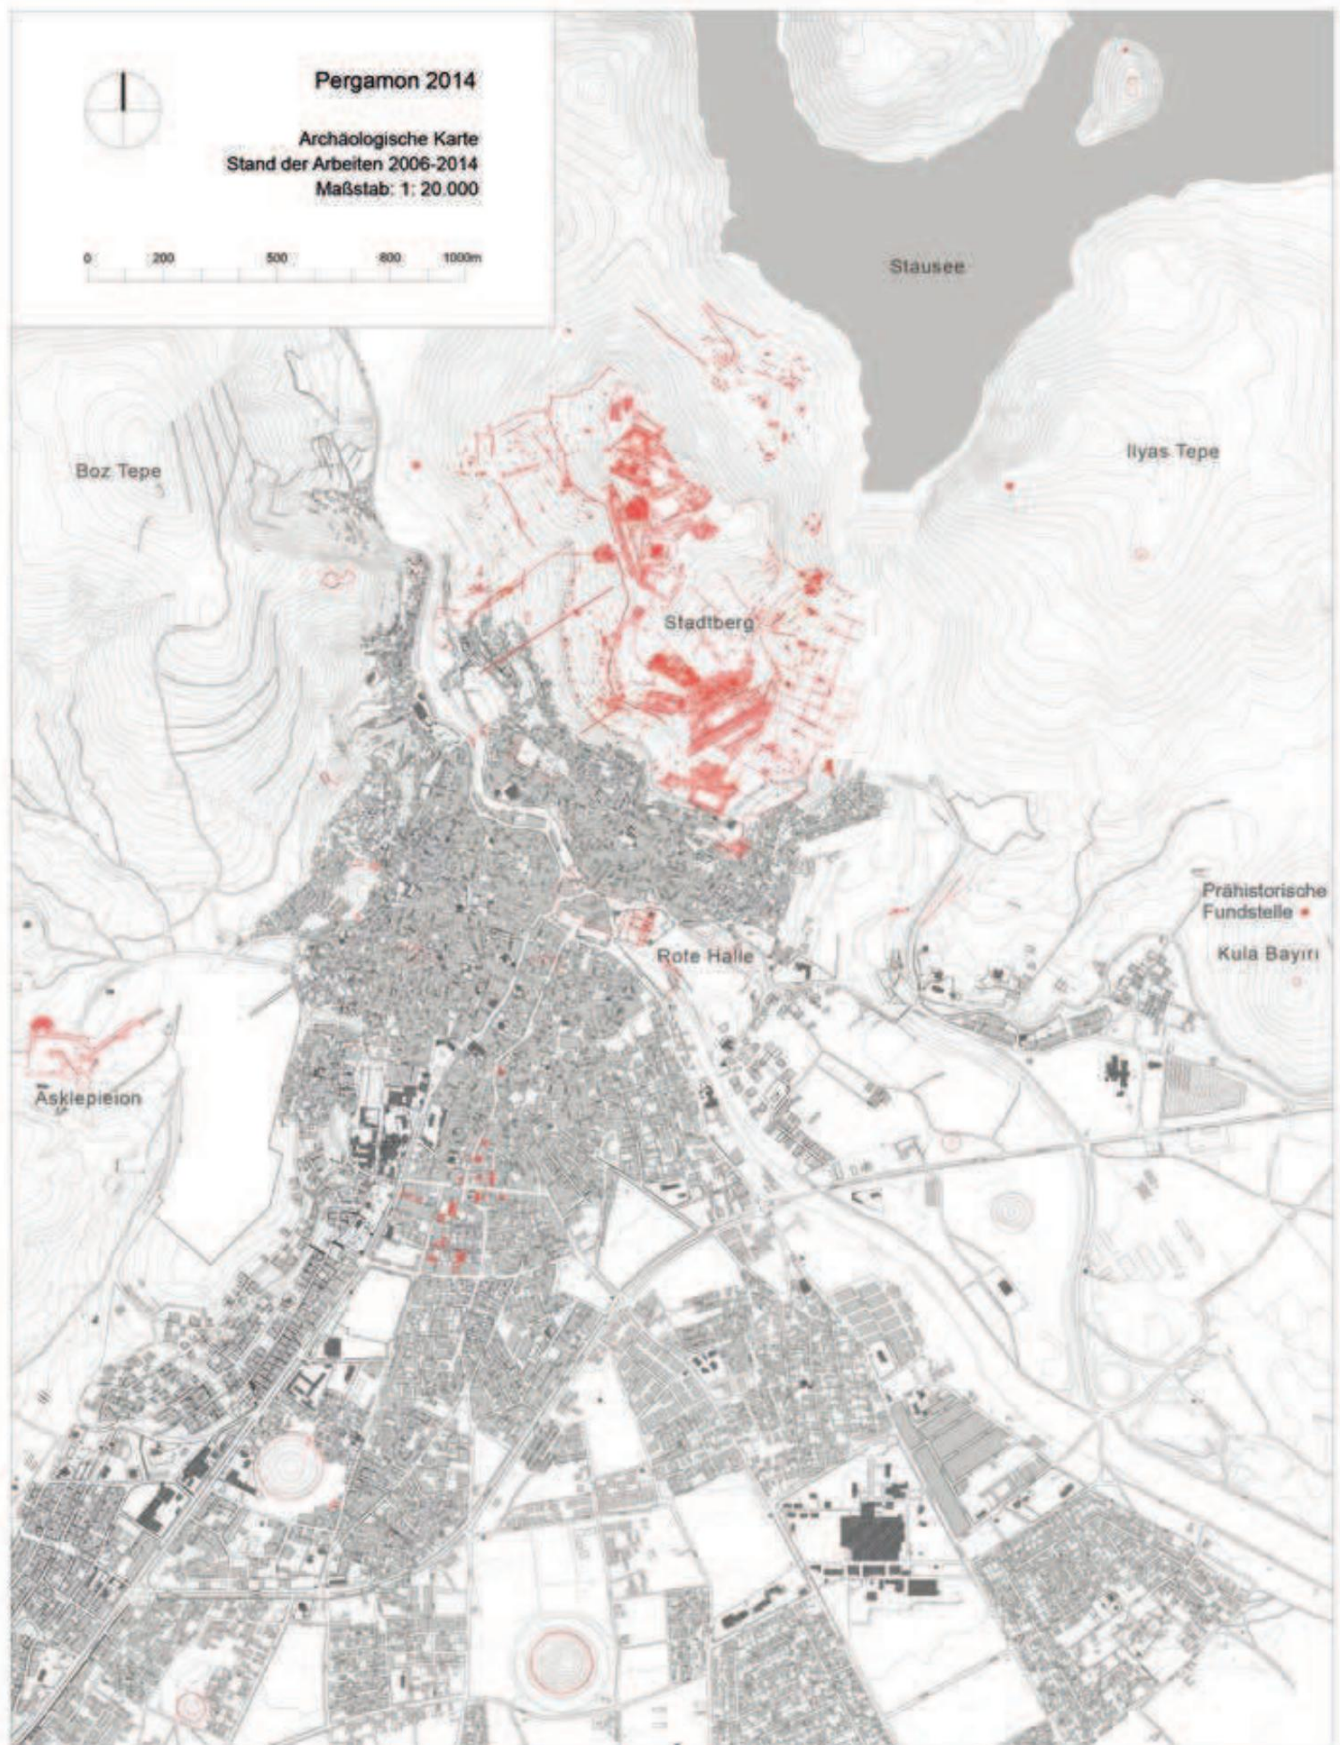 Pergamon 2014
Archäologische Karte
Stand der Arbeiten 2006-2014
Maßstab: 1: 20.000
0 200 500 800 1000m
Stausee
Boz Tepe
Ilyas Tepe
Stadtberg
Prähistorische
Fundstelle
Rote Halle
Kula Bayırı
Asklepieion